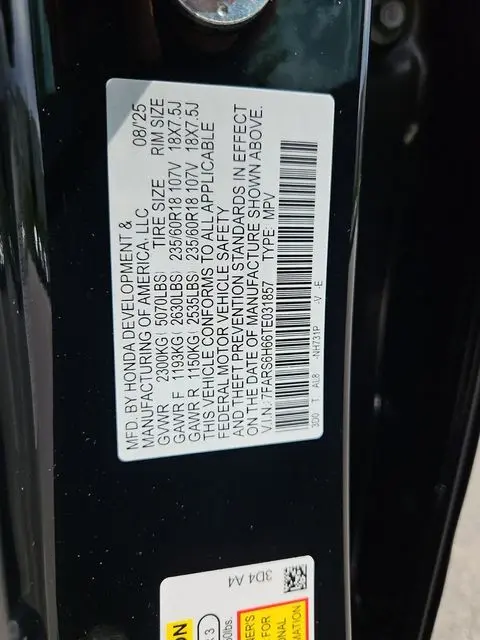 MFD. BY HONDA DEVELOPMENT &
MANUFACTURING OF AMERICA, LLC 08/'25
GVWR 2300KG( 5070LBS) TIRE SIZE RIM SIZE
GAWR F 1193KG( 2630LBS) 235/60R18 107V 18X7.5J
GAWR R 1150KG( 2535LBS) 235/60R18 107V 18X7.5J
THIS VEHICLE CONFORMS TO ALL APPLICABLE
FEDERAL MOTOR VEHICLE SAFETY
AND THEFT PREVENTION STANDARDS IN EFFECT
ON THE DATE OF MANUFACTURE SHOWN ABOVE.
V.I.N.:7FARS6H66TE031857 TYPE: MPV
3D0 T AL8 -NH731P -V -E
3D4 A4